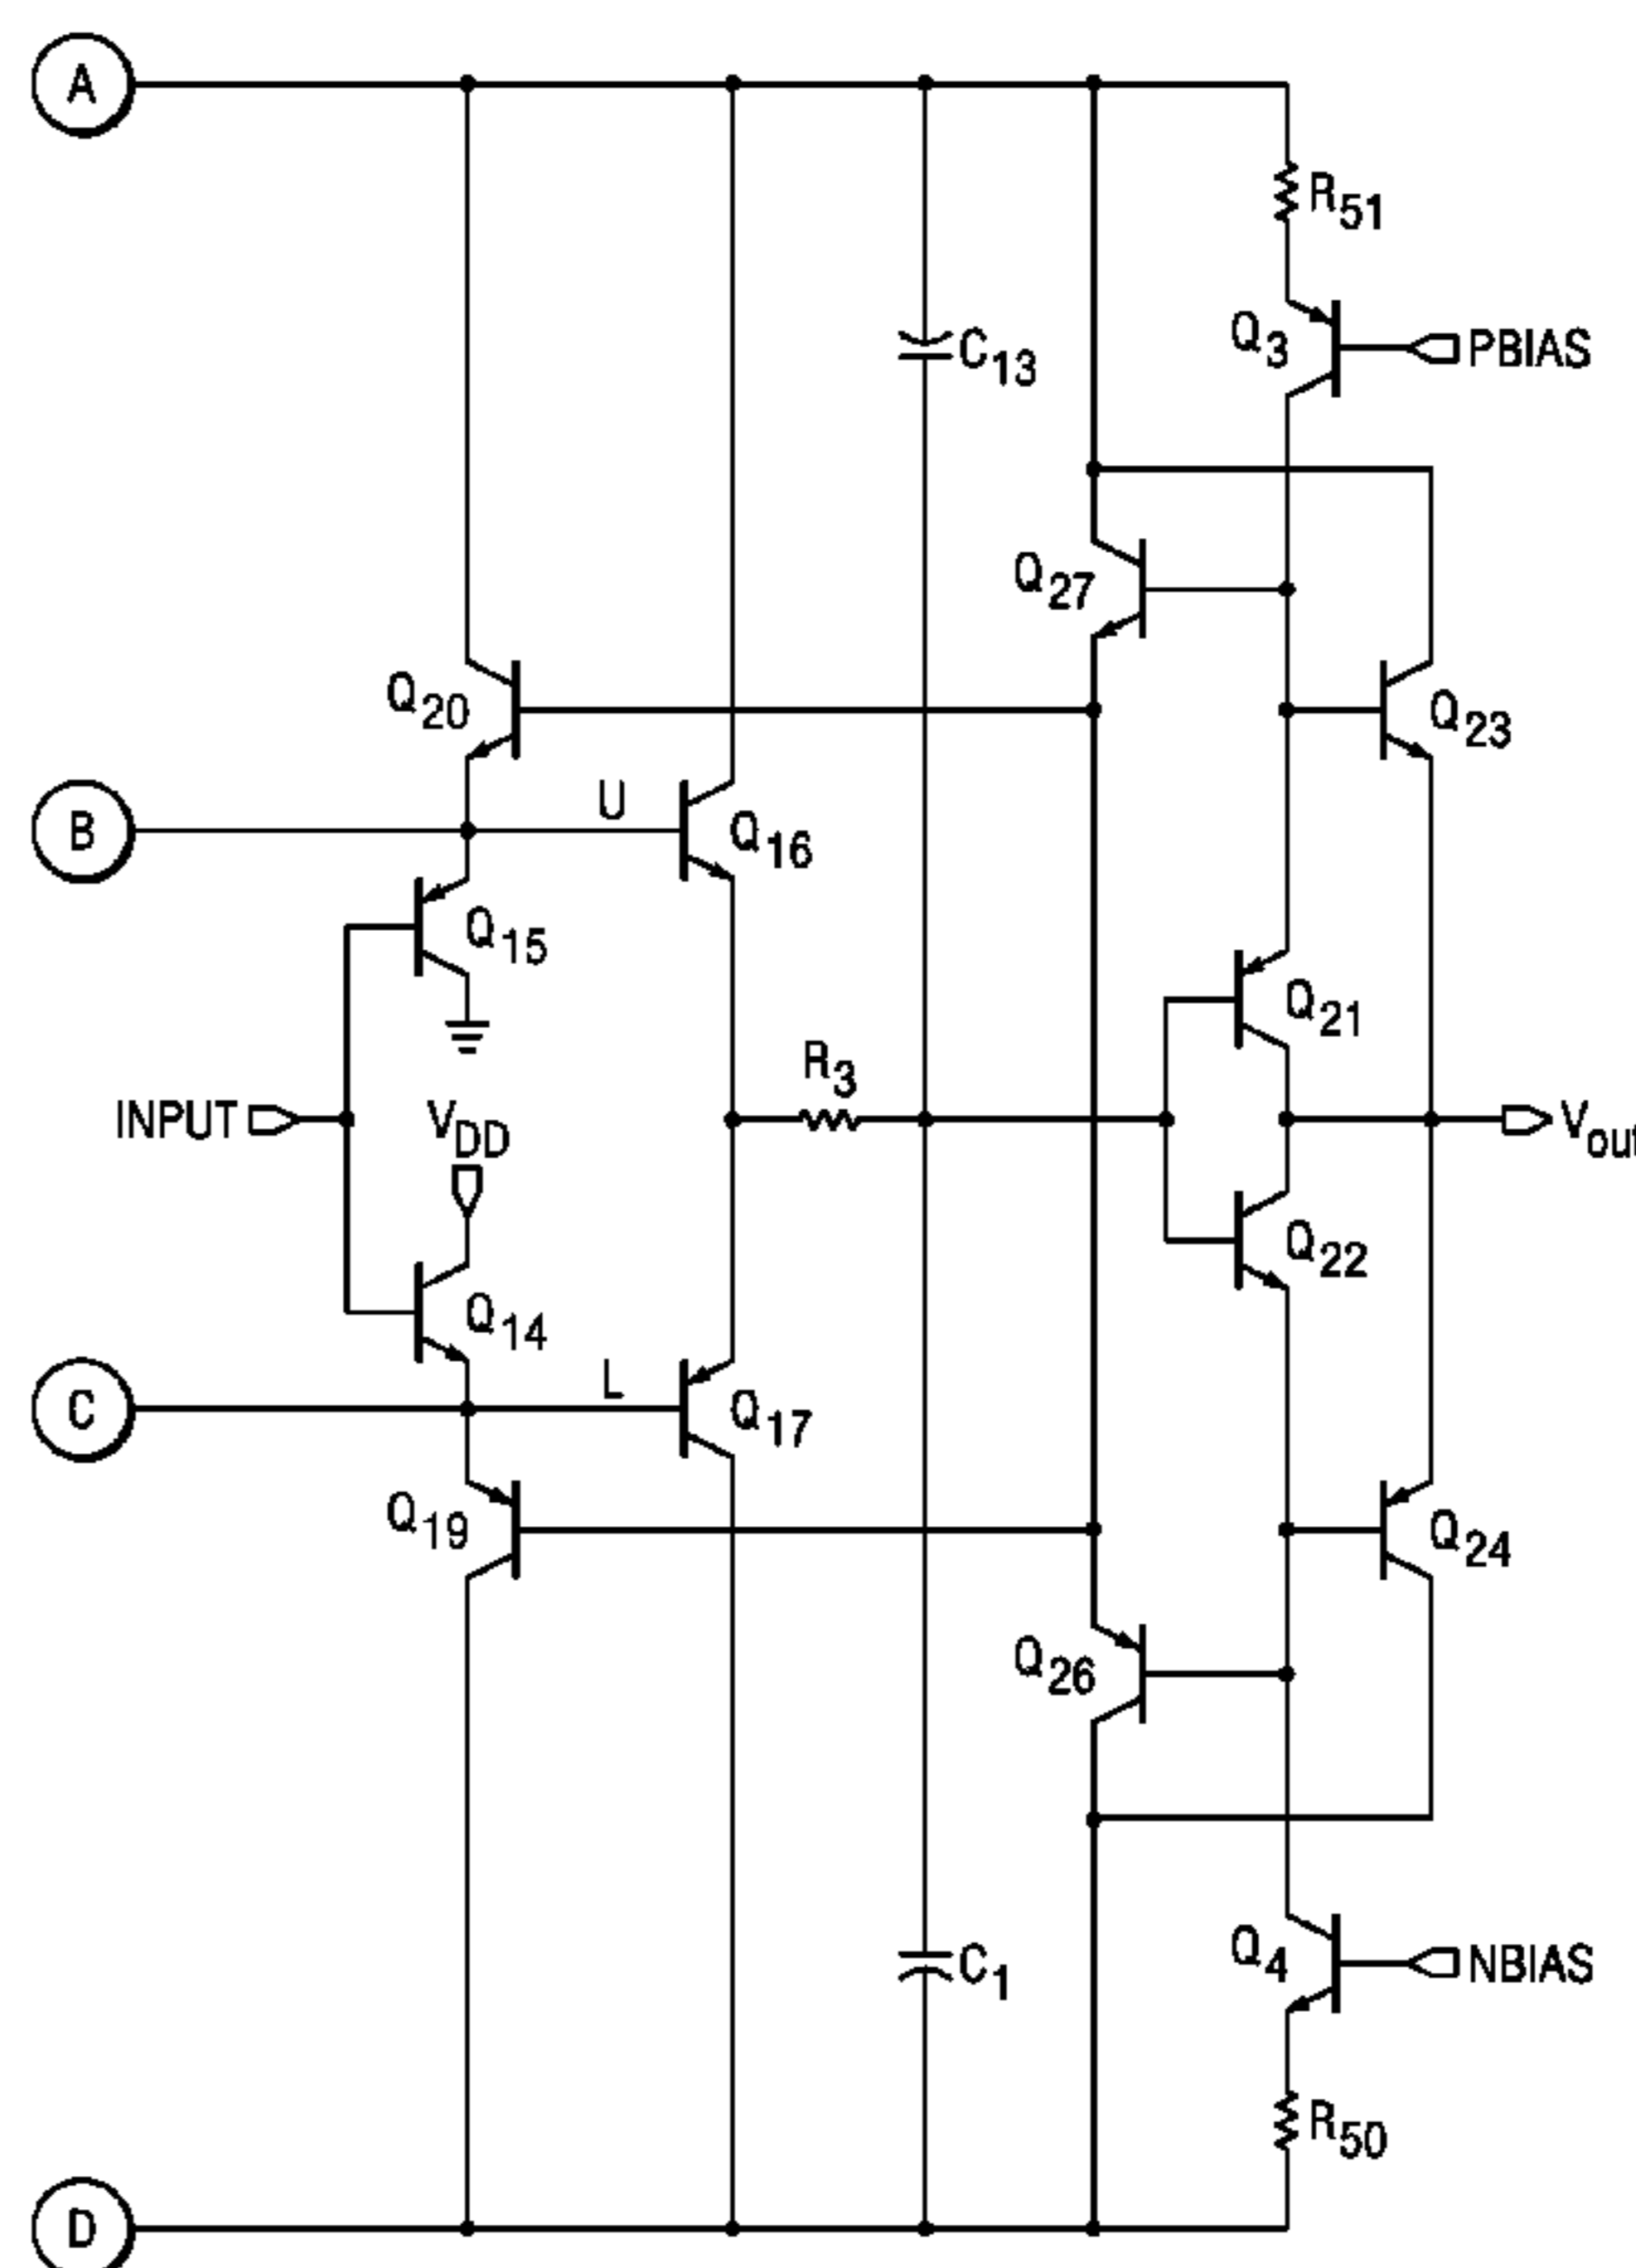 A
R51
Q3
PBIAS
C13
Q27
Q20
Q23
U
B
Q16
Q15
Q21
R3
INPUT
VDD
Vout
Q22
Q14
L
C
Q17
Q19
Q24
Q26
Q4
NBIAS
C1
R50
D